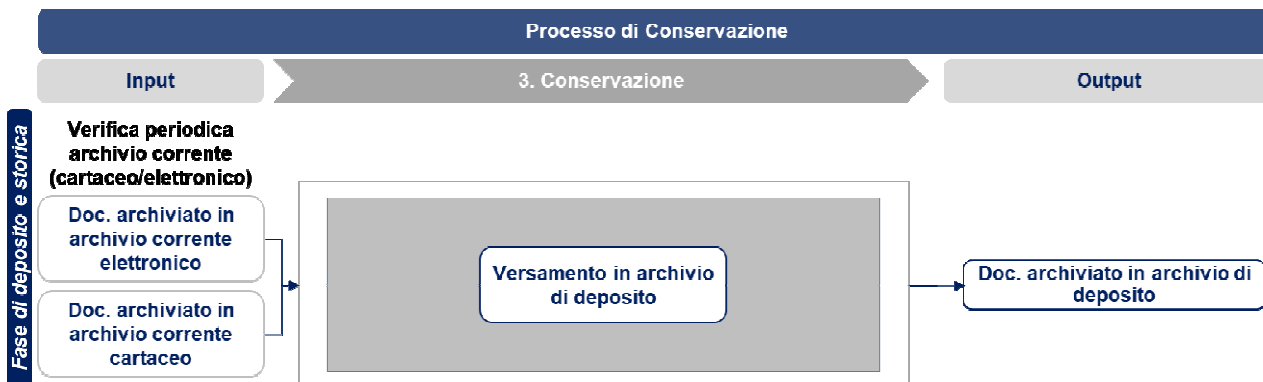 Processo di Conservazione
Input
3. Conservazione
Output
Fase di deposito e storica
Verifica periodica
archivio corrente
(cartaceo/elettronico)
Doc. archiviato in
archivio corrente
elettronico
Doc. archiviato in
archivio corrente
cartaceo
Versamento in archivio
di deposito
Doc. archiviato in archivio di
deposito